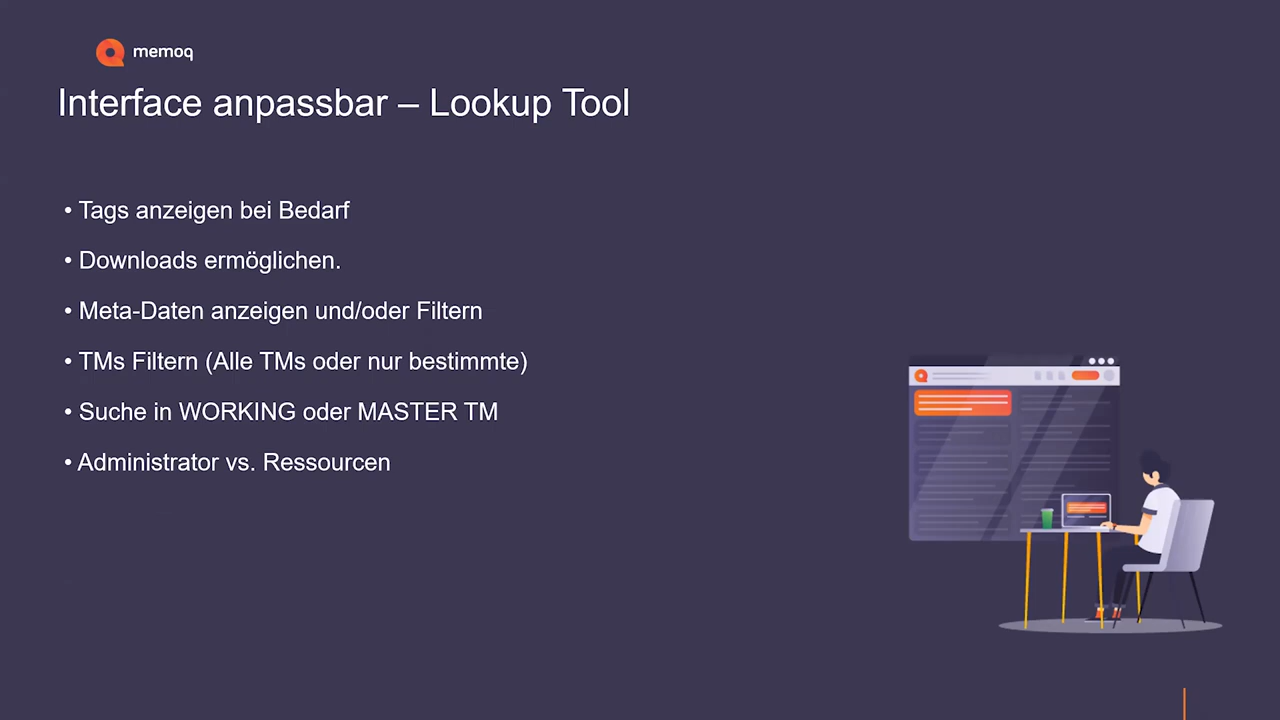 memoq
Interface anpassbar – Lookup Tool
• Tags anzeigen bei Bedarf
• Downloads ermöglichen.
• Meta-Daten anzeigen und/oder Filtern
• TMs Filtern (Alle TMs oder nur bestimmte)
• Suche in WORKING oder MASTER TM
• Administrator vs. Ressourcen